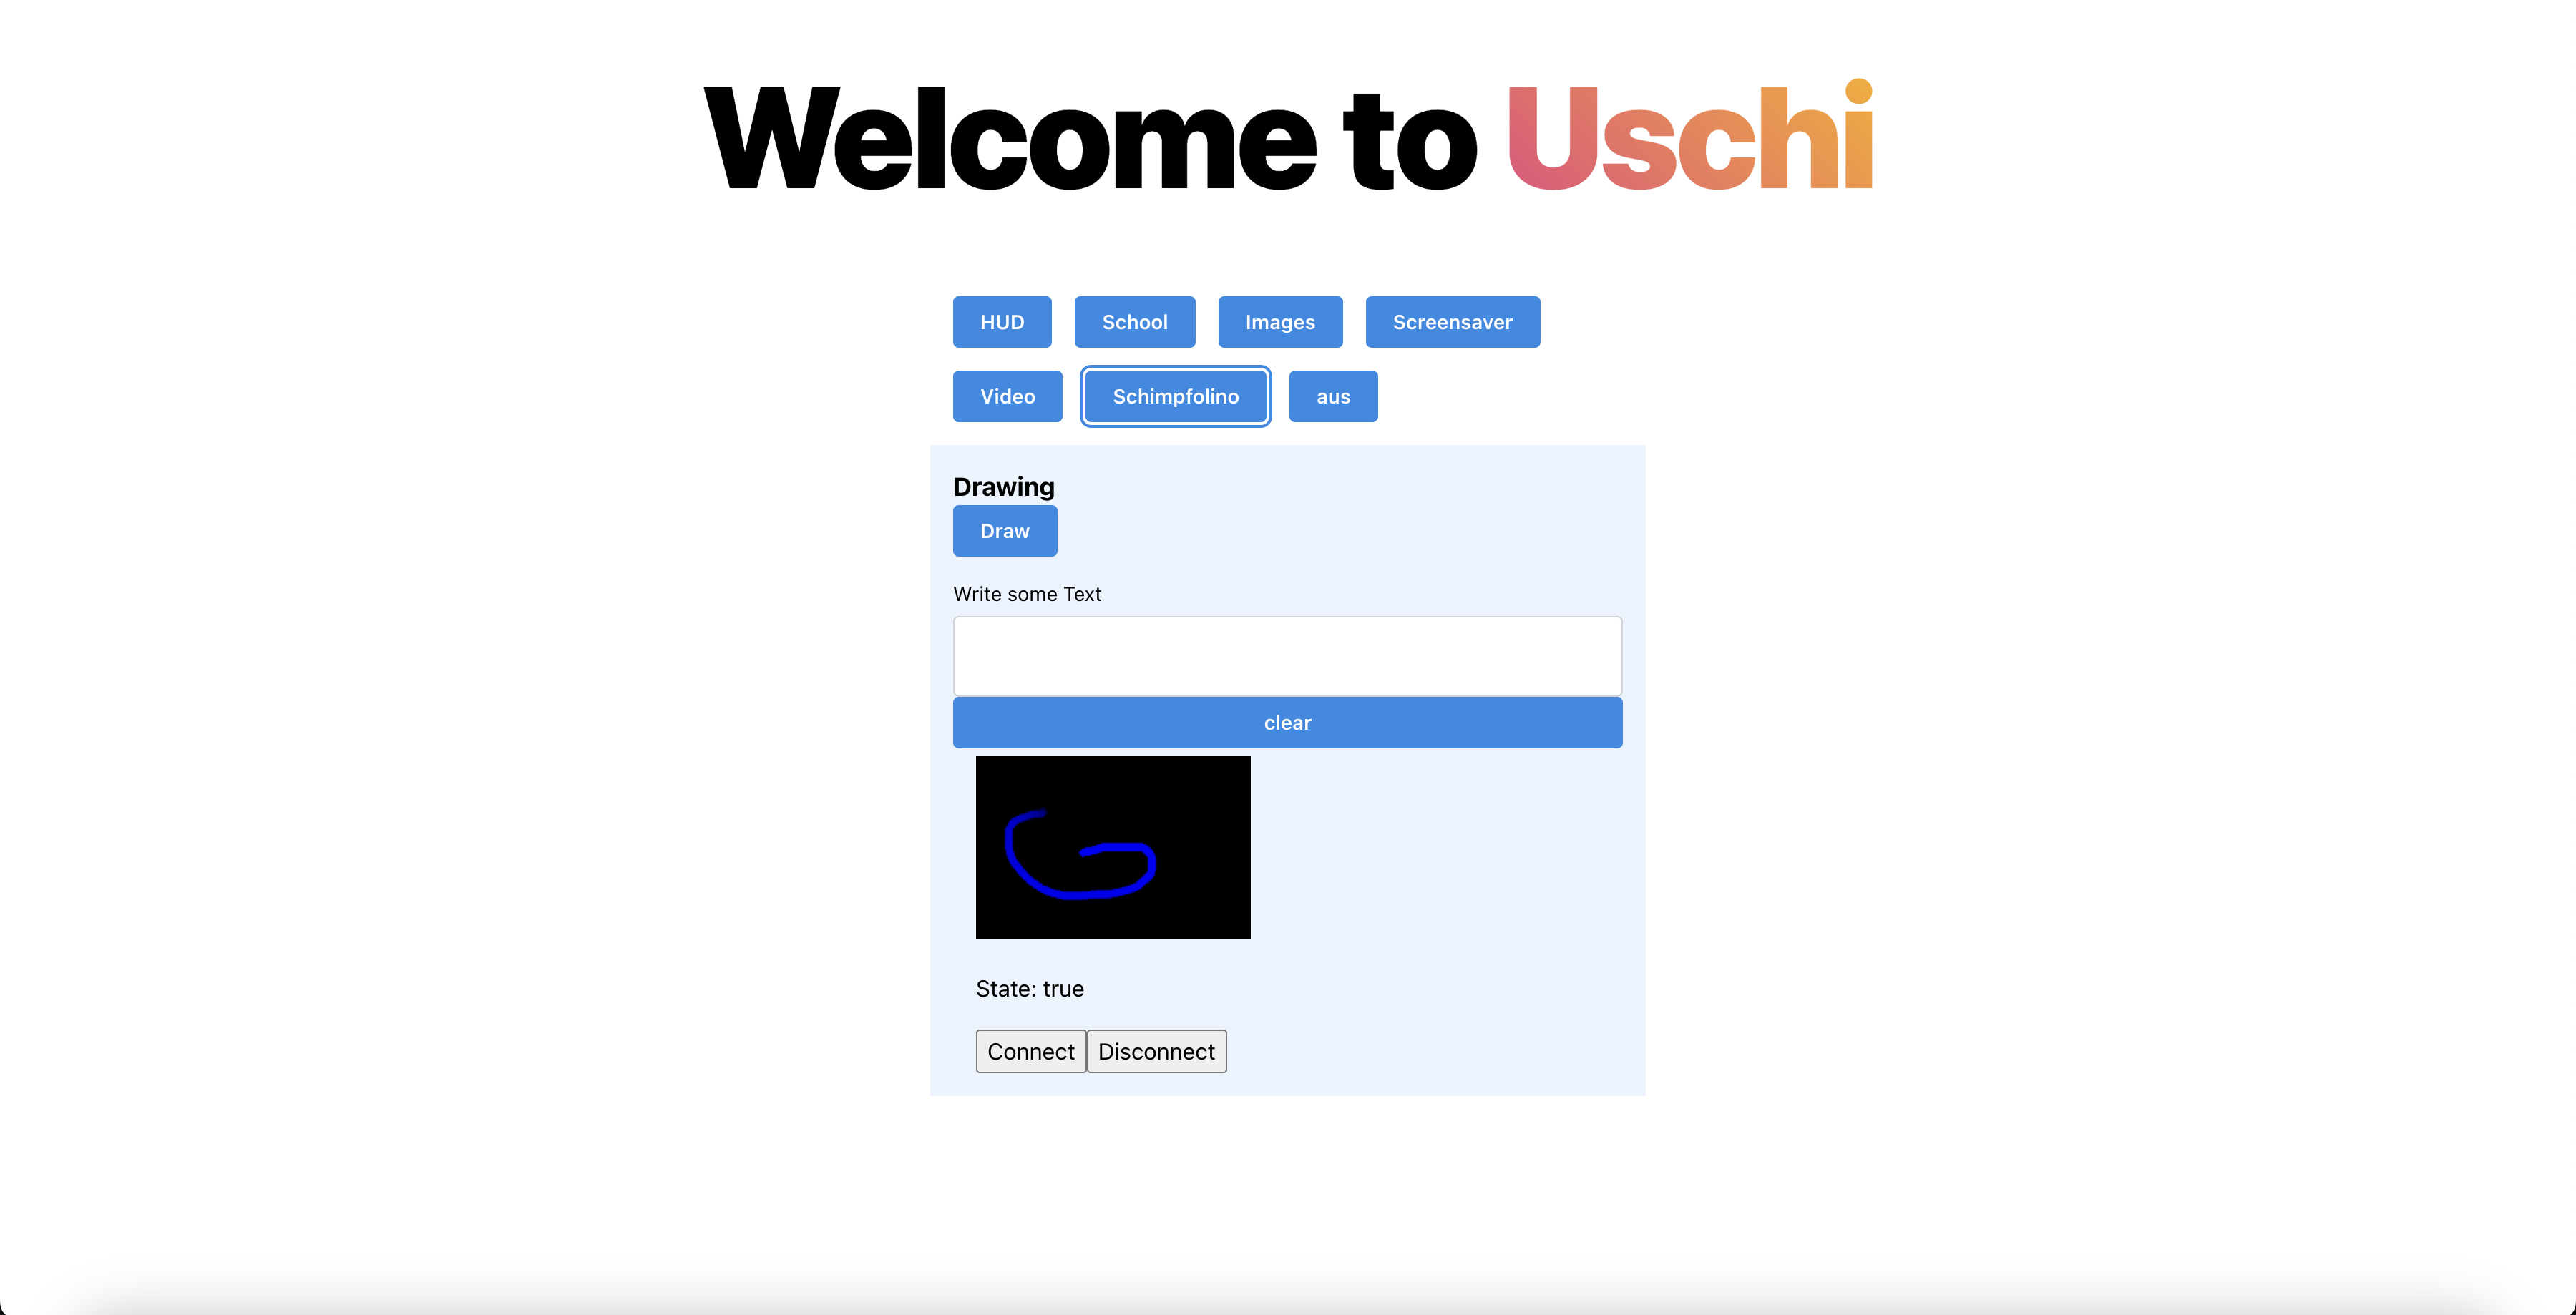 Welcome to Uschi
HUD School Images Screensaver
Video Schimpfolino aus
Drawing
Draw
Write some Text
clear
State: true
Connect Disconnect